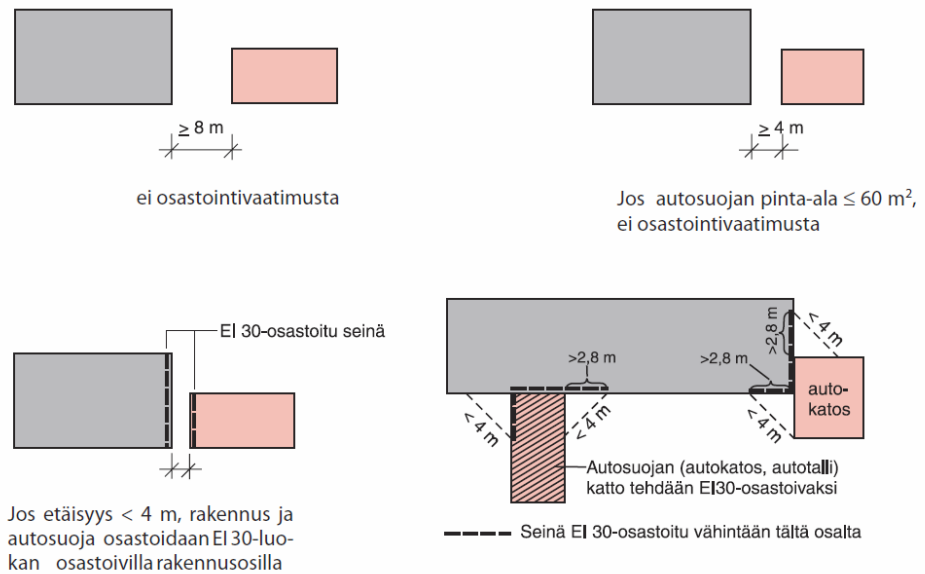 ≥ 8 m
ei osastointivaatimusta
≥ 4 m
Jos autosuojan pinta-ala ≤ 60 m²,
ei osastointivaatimusta
EI 30-osastoitu seinä
Jos etäisyys < 4 m, rakennus ja
autosuoja osastoidaan EI 30-luo-
kan osastoivilla rakennusosilla
>2,8 m
>2,8 m
>2,8 m
< 4 m
< 4 m
< 4 m
< 4 m
auto-
katos
Autosuojan (autokatos, autotalli)
katto tehdään EI30-osastoivaksi
Seinä EI 30-osastoitu vähintään tältä osalta